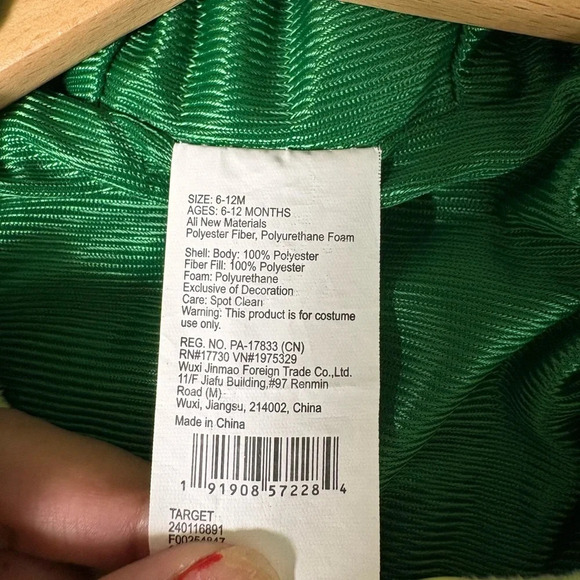 SIZE: 6-12M
AGES: 6-12 MONTHS
All New Materials
Polyester Fiber, Polyurethane Foam
Shell: Body: 100% Polyester
Fiber Fill: 100% Polyester
Foam: Polyurethane
Exclusive of Decoration
Care: Spot Clean
Warning: This product is for costume
use only.
REG. NO. PA-17833 (CN)
RN#17730 VN#1975329
Wuxi Jinmao Foreign Trade Co.,Ltd.
11/F Jiafu Building,#97 Renmin
Road (M)
Wuxi, Jiangsu, 214002, China
Made in China
1 91908 57228 4
TARGET
240116891